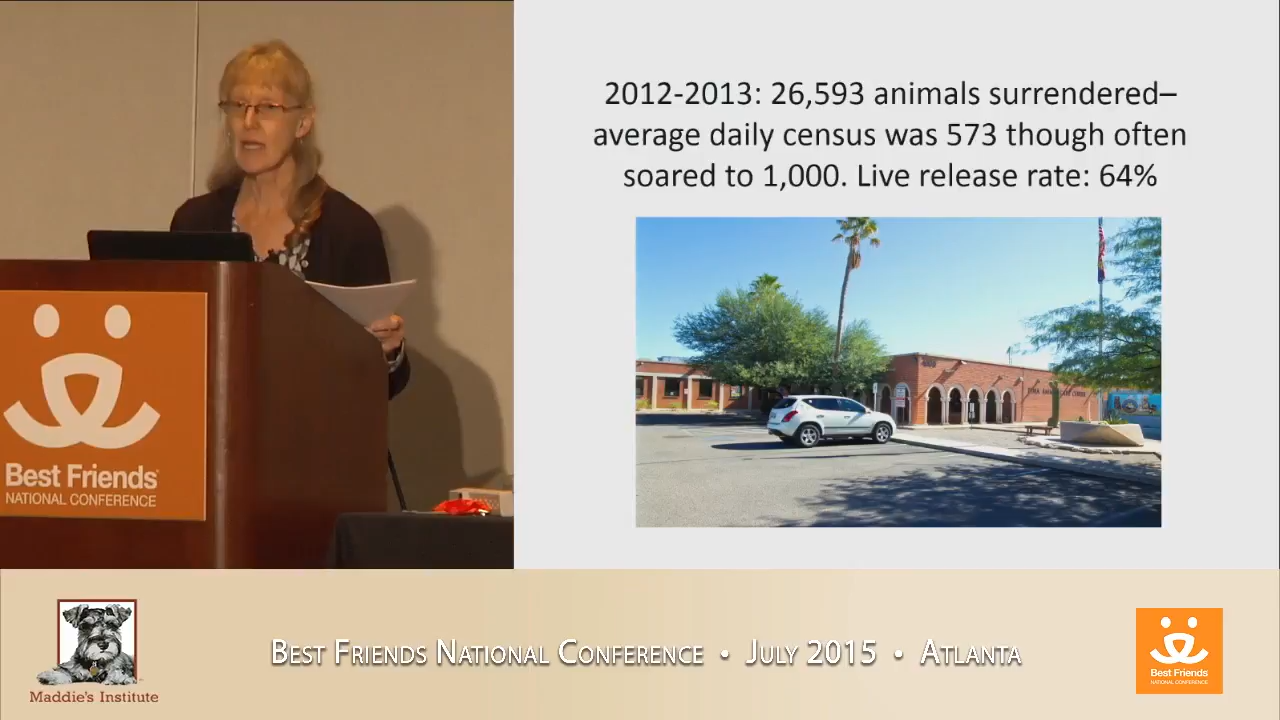 2012-2013: 26,593 animals surrendered–
average daily census was 573 though often
soared to 1,000. Live release rate: 64%
Best Friends
NATIONAL CONFERENCE
Maddie's Institute
BEST FRIENDS NATIONAL CONFERENCE • JULY 2015 • ATLANTA
Best Friends
NATIONAL CONFERENCE